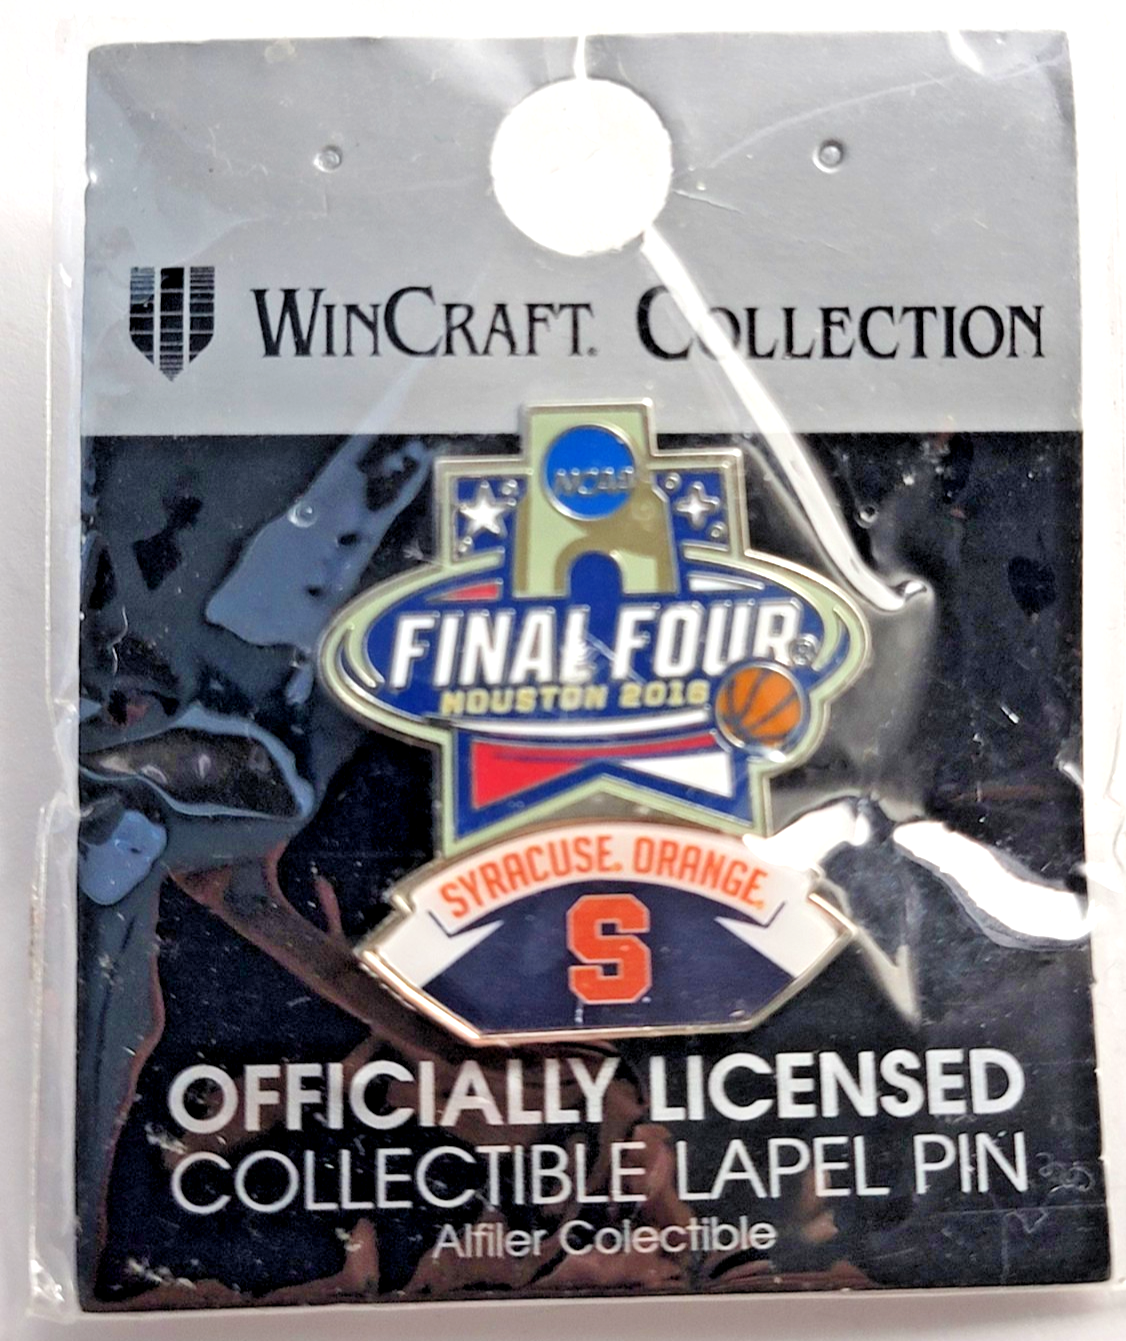 WINCRAFT. COLLECTION
NCAA
FINAL FOUR®
HOUSTON 2016
SYRACUSE. ORANGE.
S
OFFICIALLY LICENSED
COLLECTIBLE LAPEL PIN
Alfiler Colectible